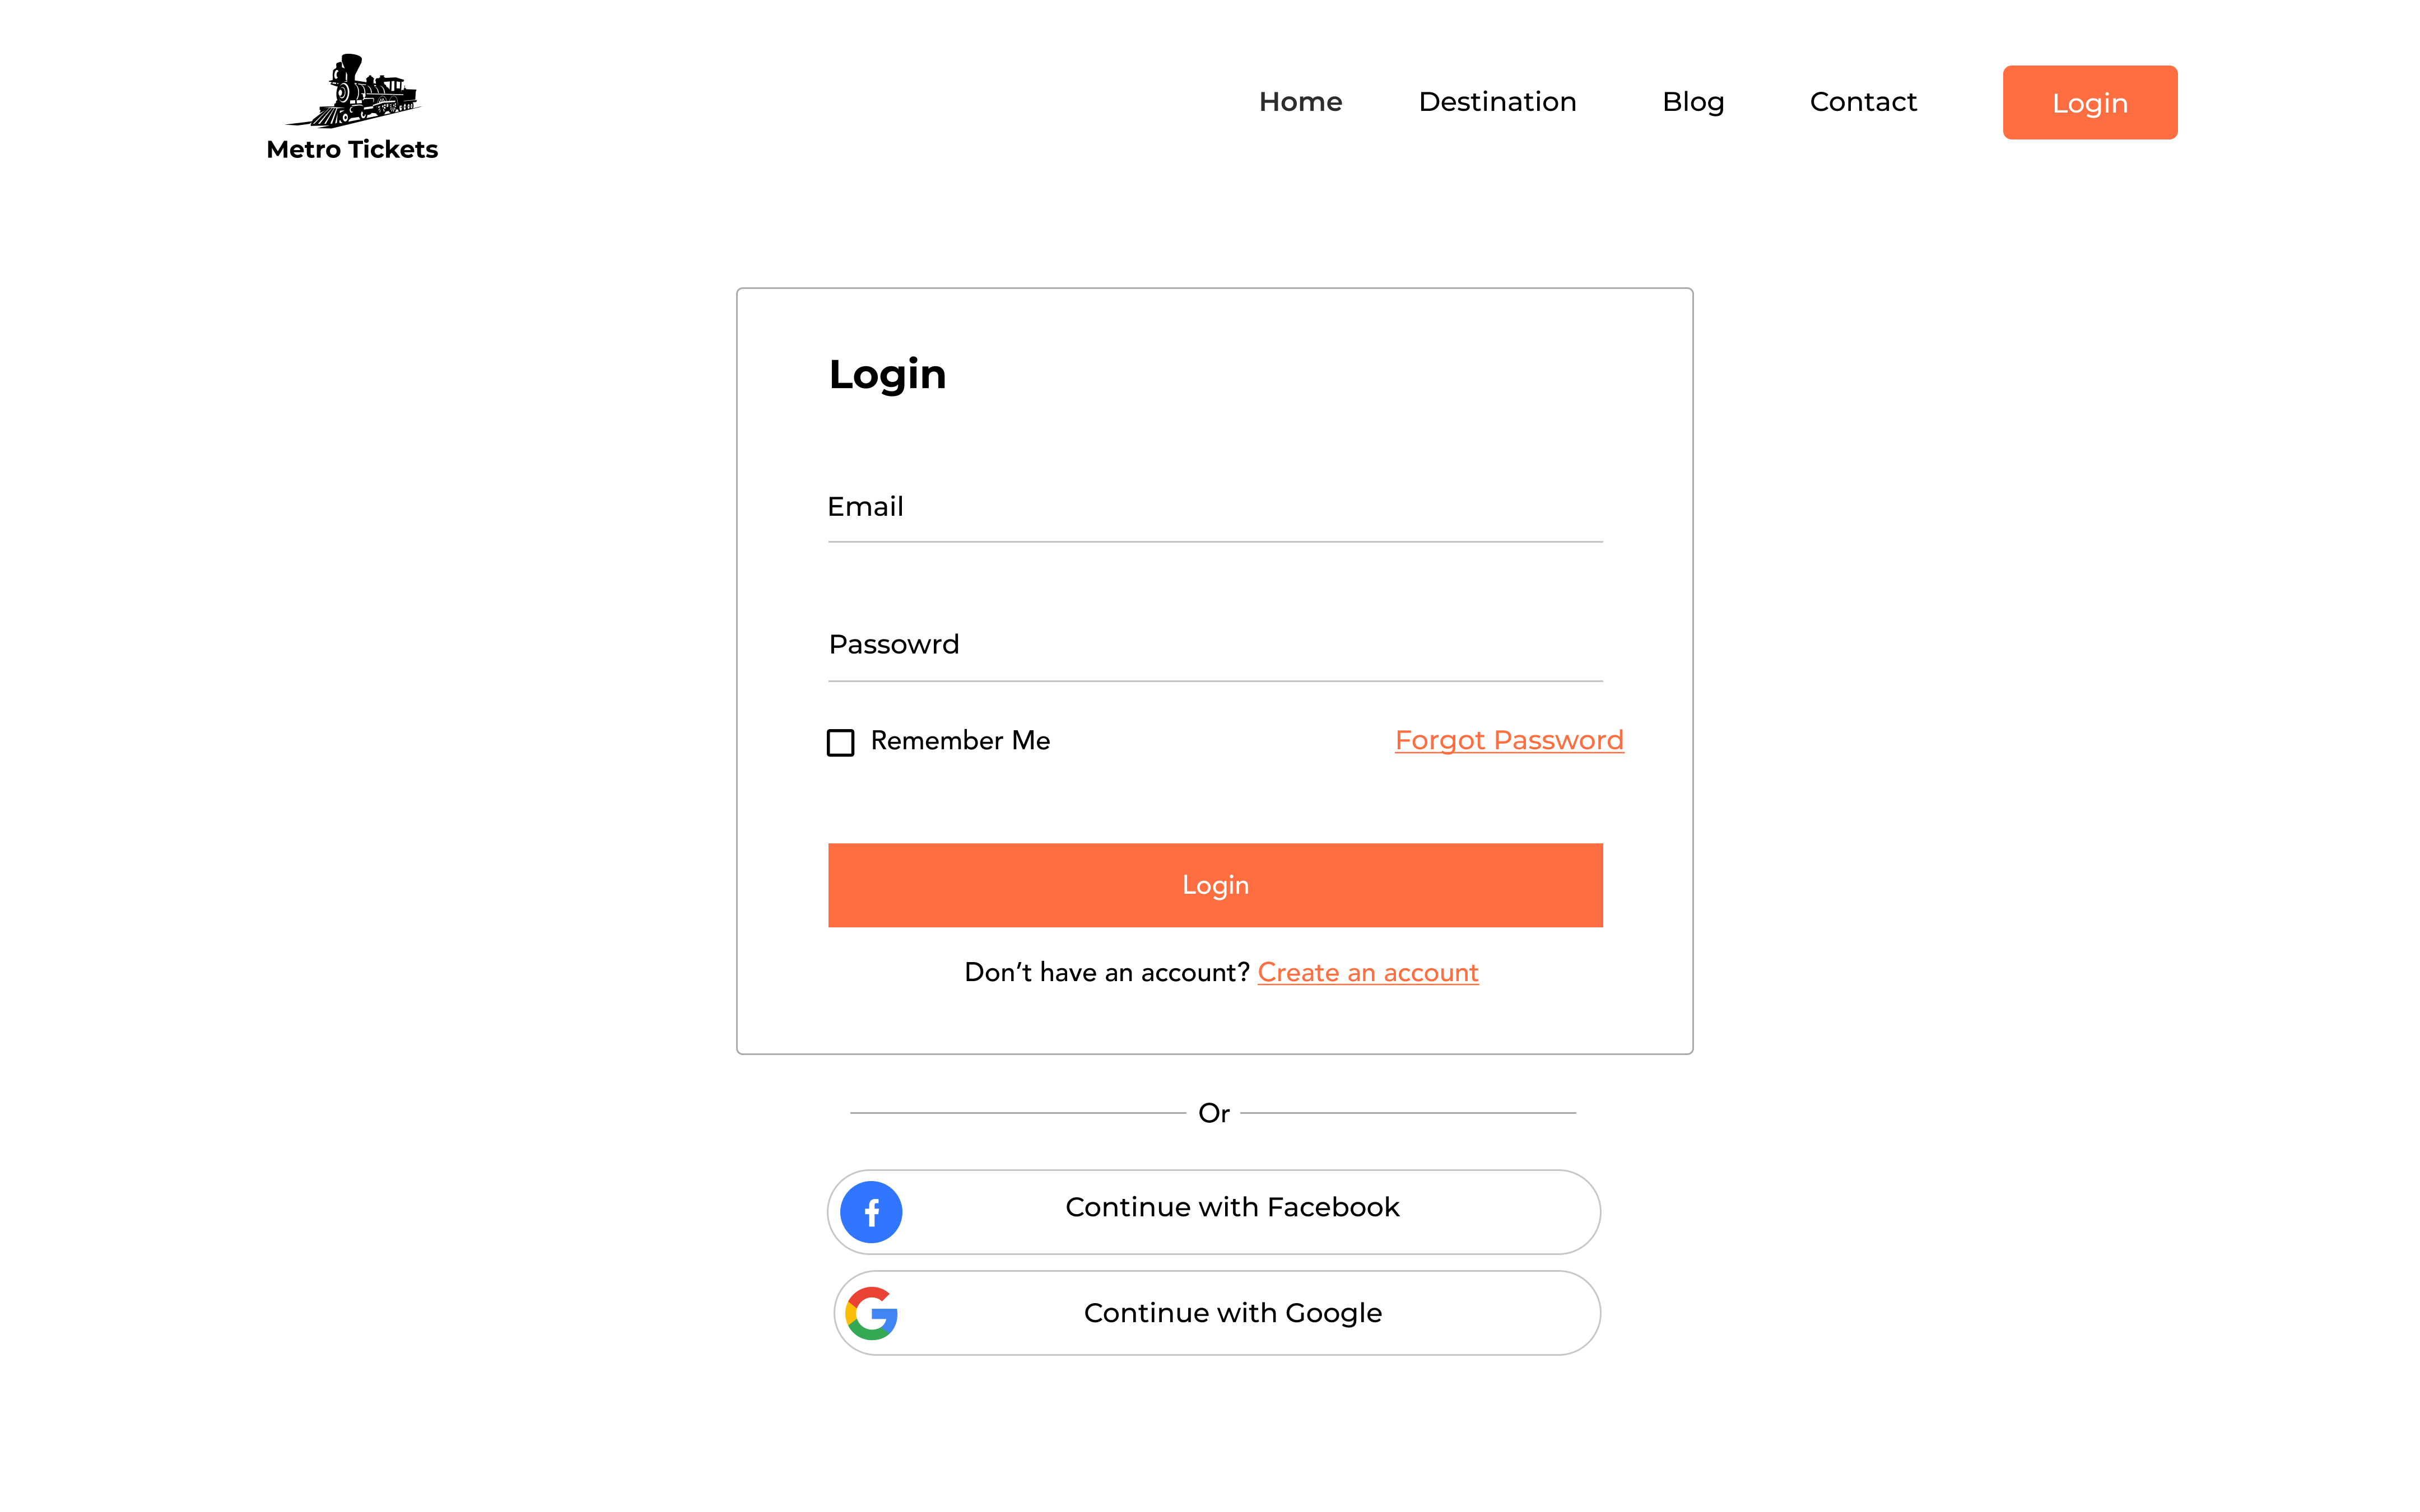 Metro Tickets
Home Destination Blog Contact Login
Login
Email
Passowrd
Remember Me Forgot Password
Login
Don’t have an account? Create an account
Or
Continue with Facebook
Continue with Google